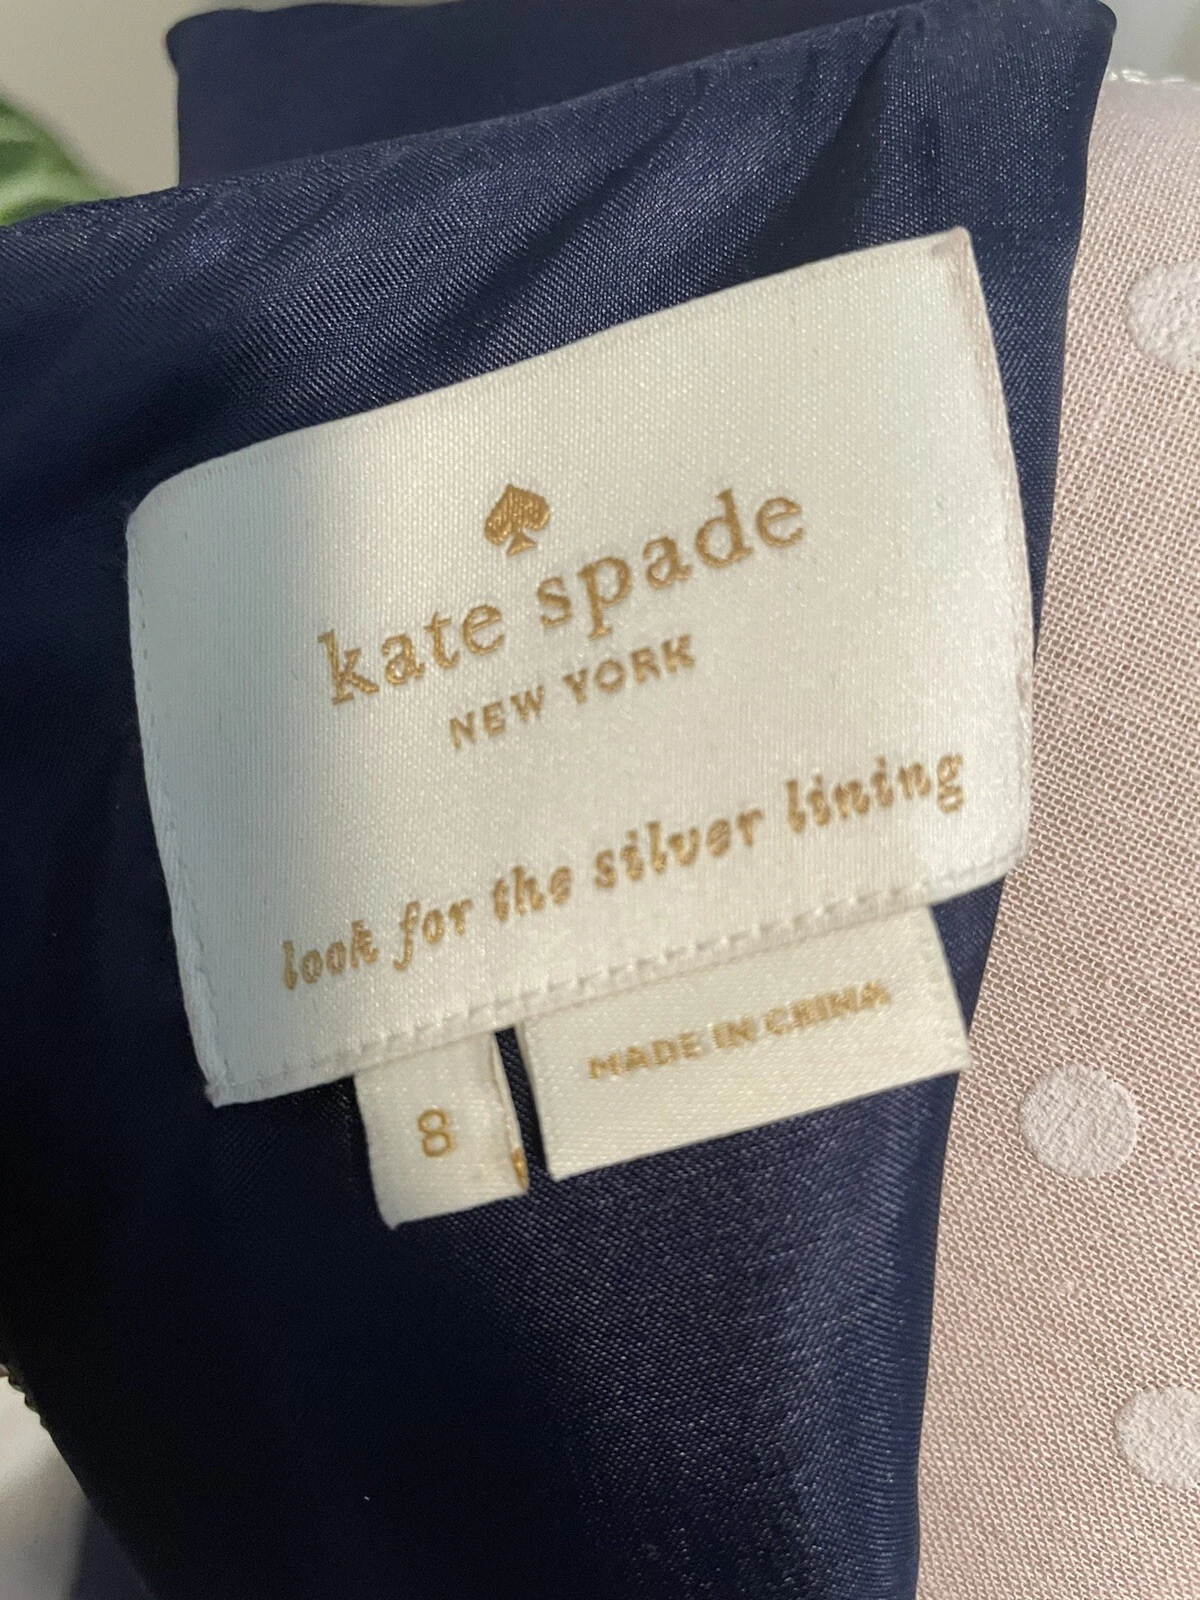 kate spade
NEW YORK
look for the silver lining
8
MADE IN CHINA